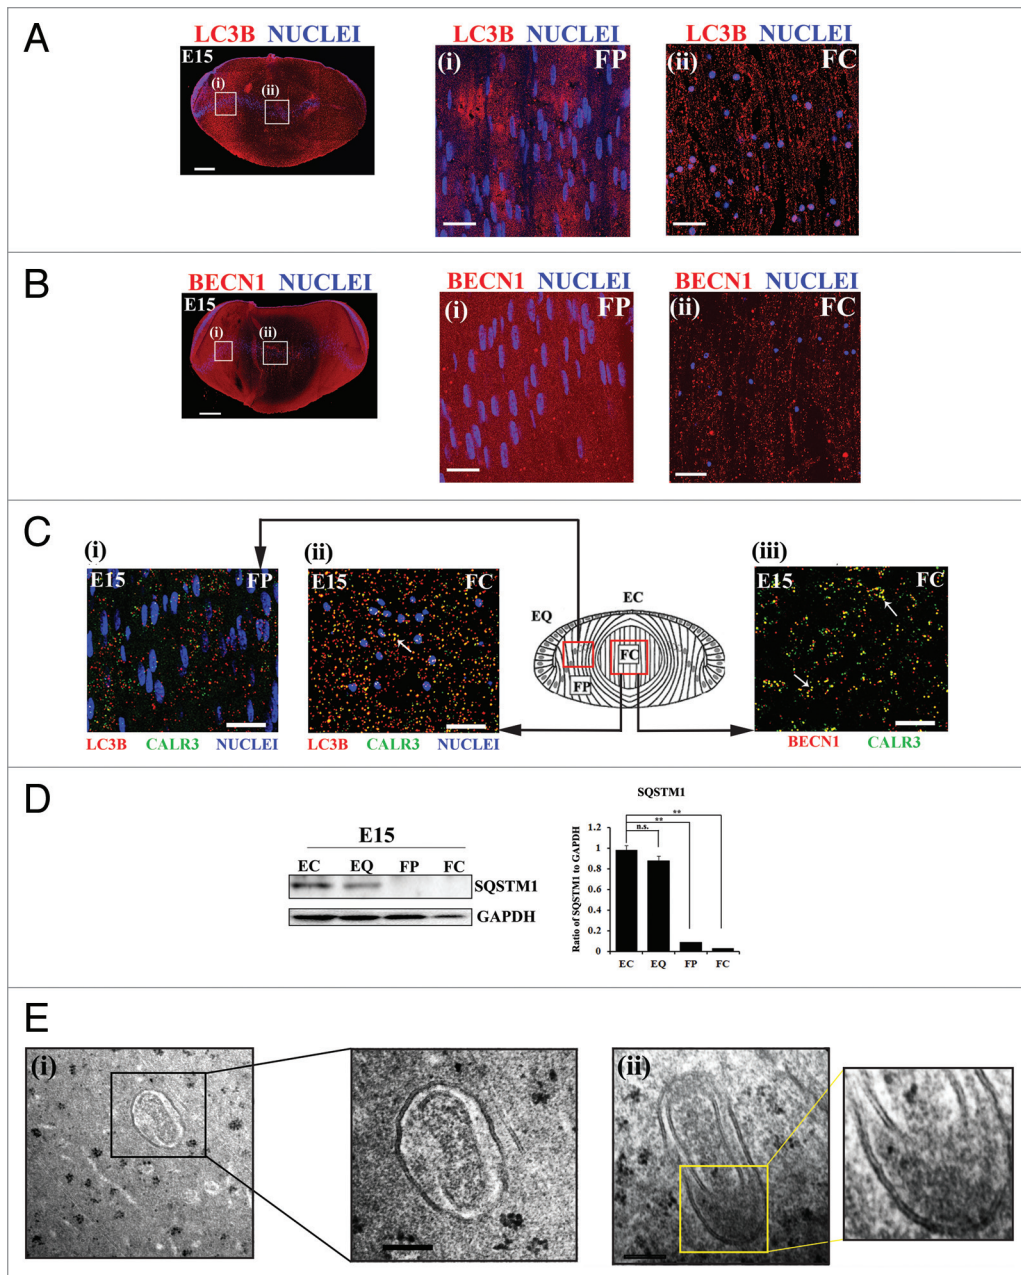 A
LC3B NUCLEI
E15
(i)
(ii)
LC3B NUCLEI
(i) FP
LC3B NUCLEI
(ii) FC
B
BECN1 NUCLEI
E15
(i)
(ii)
BECN1 NUCLEI
(i) FP
BECN1 NUCLEI
(ii) FC
C
(i)
E15 FP
LC3B CALR3 NUCLEI
(ii)
E15 FC
LC3B CALR3 NUCLEI
EC
EQ
FC
FP
(iii)
E15 FC
BECN1 CALR3
D
E15
EC EQ FP FC
SQSTM1
GAPDH
SQSTM1
**
**
n.s.
Ratio of SQSTM1 to GAPDH
1.2
1
0.8
0.6
0.4
0.2
0
EC EQ FP FC
E
(i)
(ii)